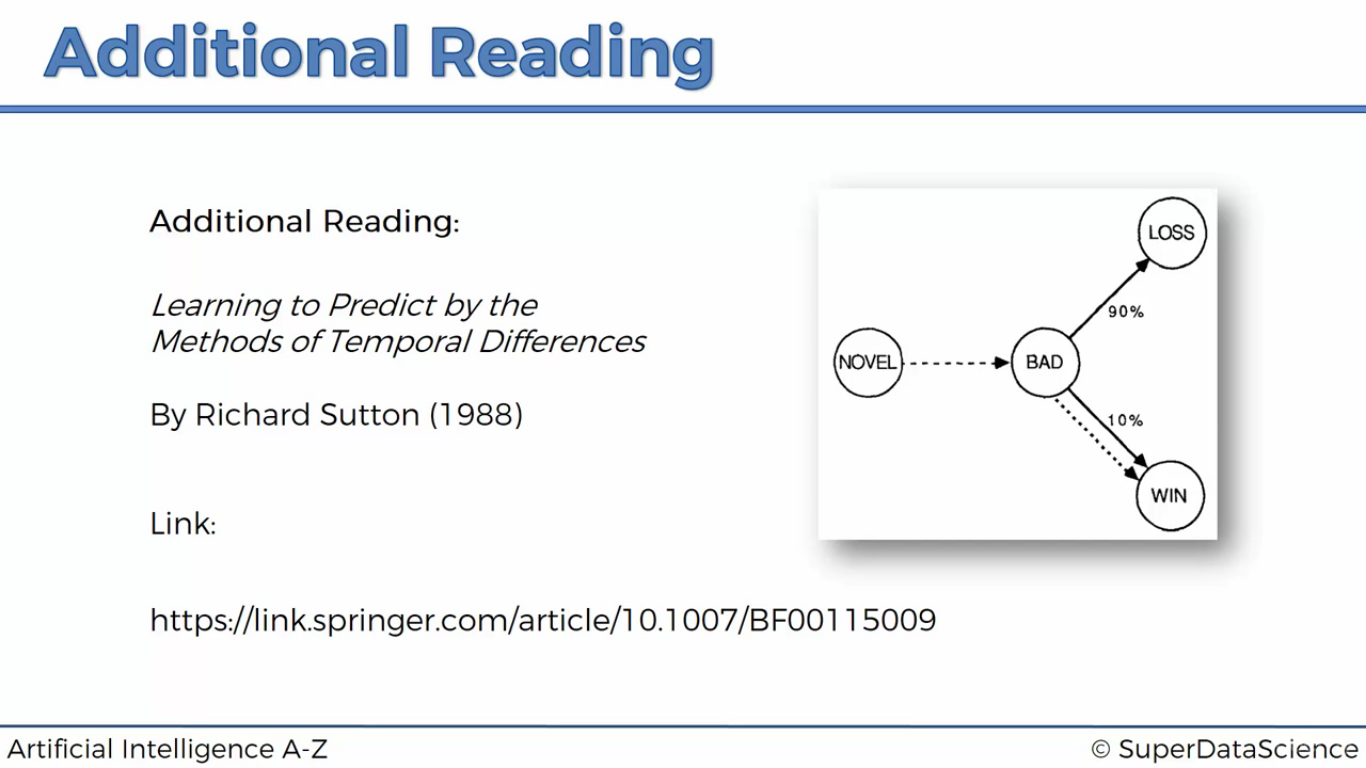 Additional Reading
Additional Reading:
Learning to Predict by the
Methods of Temporal Differences
By Richard Sutton (1988)
Link:
https://link.springer.com/article/10.1007/BF00115009
LOSS
90%
NOVEL
BAD
10%
WIN
Artificial Intelligence A-Z
© SuperDataScience